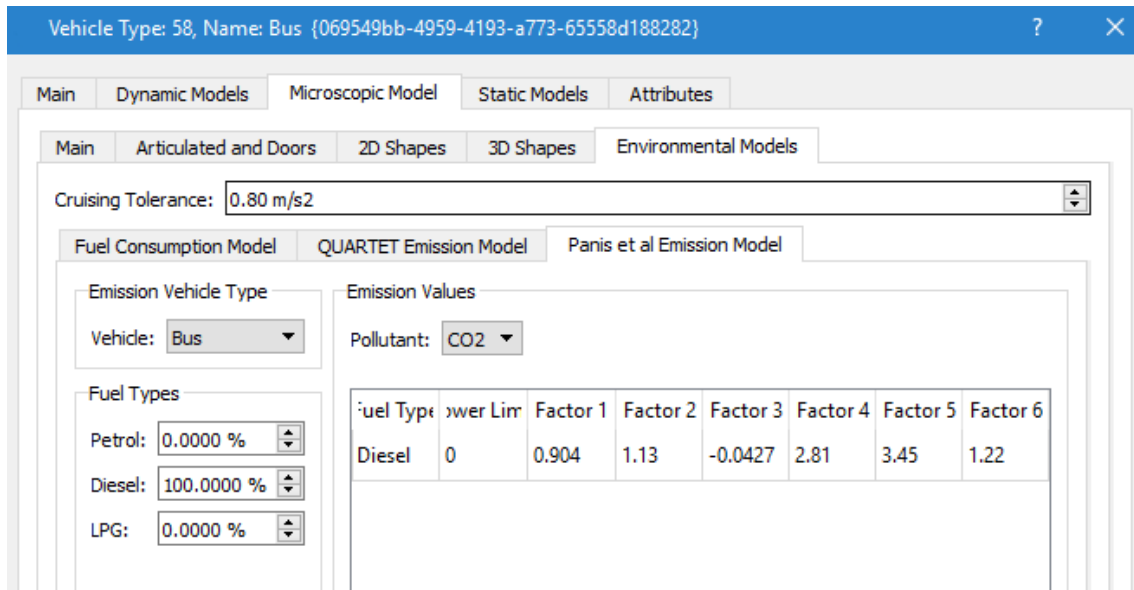 Vehicle Type: 58, Name: Bus {069549bb-4959-4193-a773-65558d188282} ? ×
Main Dynamic Models Microscopic Model Static Models Attributes
Main Articulated and Doors 2D Shapes 3D Shapes Environmental Models
Cruising Tolerance: 0.80 m/s2
Fuel Consumption Model QUARTET Emission Model Panis et al Emission Model
Emission Vehicle Type
Vehicle: Bus
Fuel Types
Petrol: 0.0000 %
Diesel: 100.0000 %
LPG: 0.0000 %
Emission Values
Pollutant: CO2
Fuel Type ower Lim Factor 1 Factor 2 Factor 3 Factor 4 Factor 5 Factor 6
Diesel 0 0.904 1.13 -0.0427 2.81 3.45 1.22